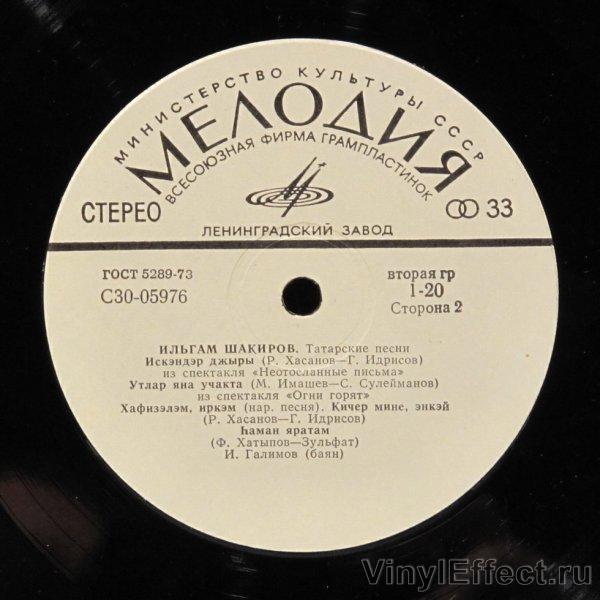 МИНИСТЕРСТВО КУЛЬТУРЫ СССР
МЕЛОДИЯ
ВСЕСОЮЗНАЯ ФИРМА ГРАМПЛАСТИНОК
СТЕРЕО
33
ЛЕНИНГРАДСКИЙ ЗАВОД
ГОСТ 5289-73
вторая гр
С30-05976
1-20
Сторона 2
ИЛЬГАМ ШАКИРОВ. Татарские песни
Искэндэр джыры (Р. Хасанов—Г. Идрисов)
из спектакля «Неотосланные письма»
Утлар яна учакта (М. Имашев—С. Сулейманов)
из спектакля «Огни горят»
Хафизэлэм, иркэм (нар. песня). Кичер мине, энкэй
(Р. Хасанов—Г. Идрисов)
Һаман яратам
(Ф. Хатыпов—Зульфат)
И. Галимов (баян)
VinylEffect.ru